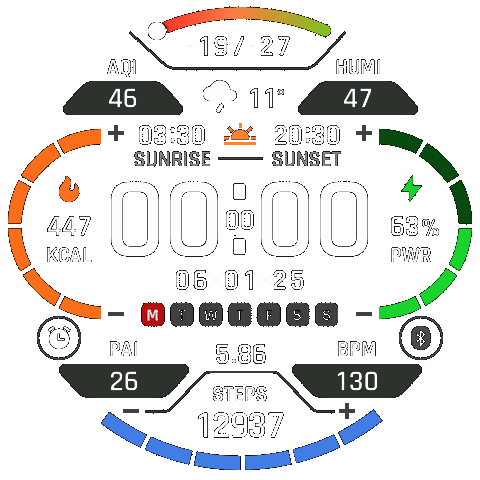 -19/-27
AQI
HUMI
46
11°
47
+ 03:30 20:30 +
SUNRISE — SUNSET
00:00
00
447
KCAL
63%
PWR
06-01-25
M T W T F S S
PAI
5.86
BPM
26
STEPS
130
12937